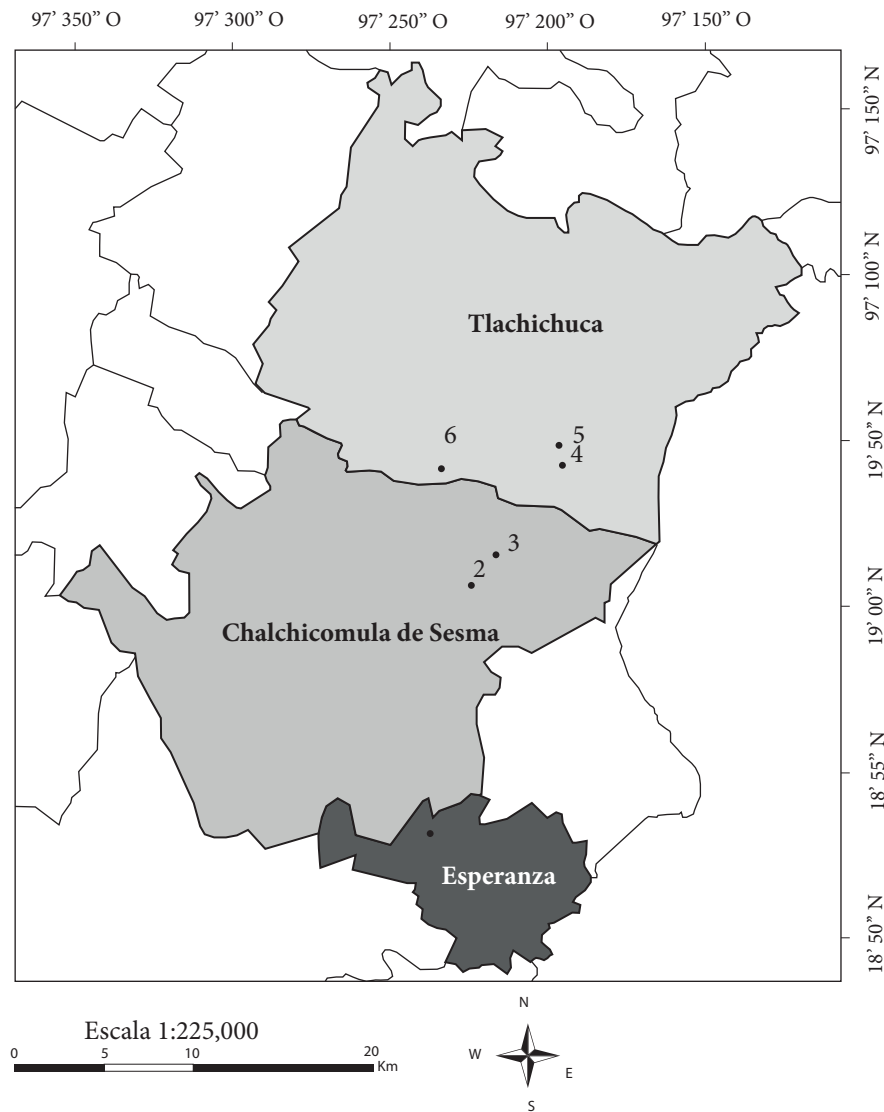 97’ 350” O 97’ 300” O 97’ 250” O 97’ 200” O 97’ 150” O
97’ 150” N
97’ 100” N
Tlachichuca
6
5
19’ 50” N
4
3
2
19’ 00” N
Chalchicomula de Sesma
18’ 55” N
Esperanza
18’ 50” N
N
Escala 1:225,000
0 5 10 20
Km
W
E
S